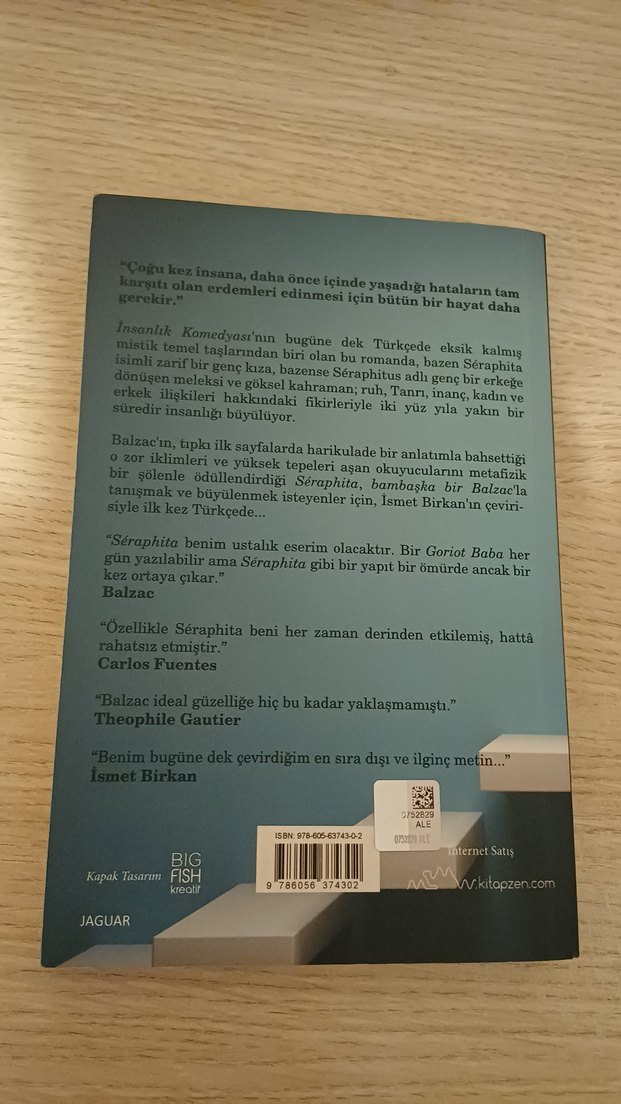 “Çoğu kez insana, daha önce içinde yaşadığı hataların tam
karşıtı olan erdemleri edinmesi için bütün bir hayat daha
gerekir.”
İnsanlık Komedyası'nın bugüne dek Türkçede eksik kalmış
mistik temel taşlarından biri olan bu romanda, bazen Séraphita
isimli zarif bir genç kıza, bazense Séraphitus adlı genç bir erkeğe
dönüşen meleksi ve göksel kahraman; ruh, Tanrı, inanç, kadın ve
erkek ilişkileri hakkındaki fikirleriyle iki yüz yıla yakın bir
süredir insanlığı büyülüyor.
Balzac'ın, tıpkı ilk sayfalarda harikulade bir anlatımla bahsettiği
o zor iklimleri ve yüksek tepeleri aşan okuyucularını metafizik
bir şölenle ödüllendirdiği Séraphita, bambaşka bir Balzac'la
tanışmak ve büyülenmek isteyenler için, İsmet Birkan'ın çeviri-
siyle ilk kez Türkçede...
“Séraphita benim ustalık eserim olacaktır. Bir Goriot Baba her
gün yazılabilir ama Séraphita gibi bir yapıt bir ömürde ancak bir
kez ortaya çıkar.”
Balzac
“Özellikle Séraphita beni her zaman derinden etkilemiş, hattâ
rahatsız etmiştir.”
Carlos Fuentes
“Balzac ideal güzelliğe hiç bu kadar yaklaşmamıştı.”
Theophile Gautier
“Benim bugüne dek çevirdiğim en sıra dışı ve ilginç metin...”
İsmet Birkan
0752829
ALE
0752829 ALE
ISBN: 978-605-63743-0-2
9 786056 374302
Internet Satış
.kitapzen.com
Kapak Tasarım
BIG
FISH
kreatif
JAGUAR